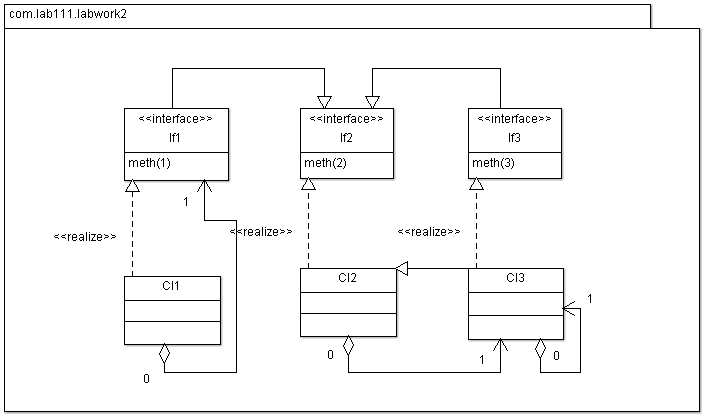 com.lab111.labwork2
<<interface>>
If1
meth(1)
<<interface>>
If2
meth(2)
<<interface>>
If3
meth(3)
1
<<realize>>
<<realize>>
<<realize>>
Cl1
Cl2
Cl3
1
0
0
1
0